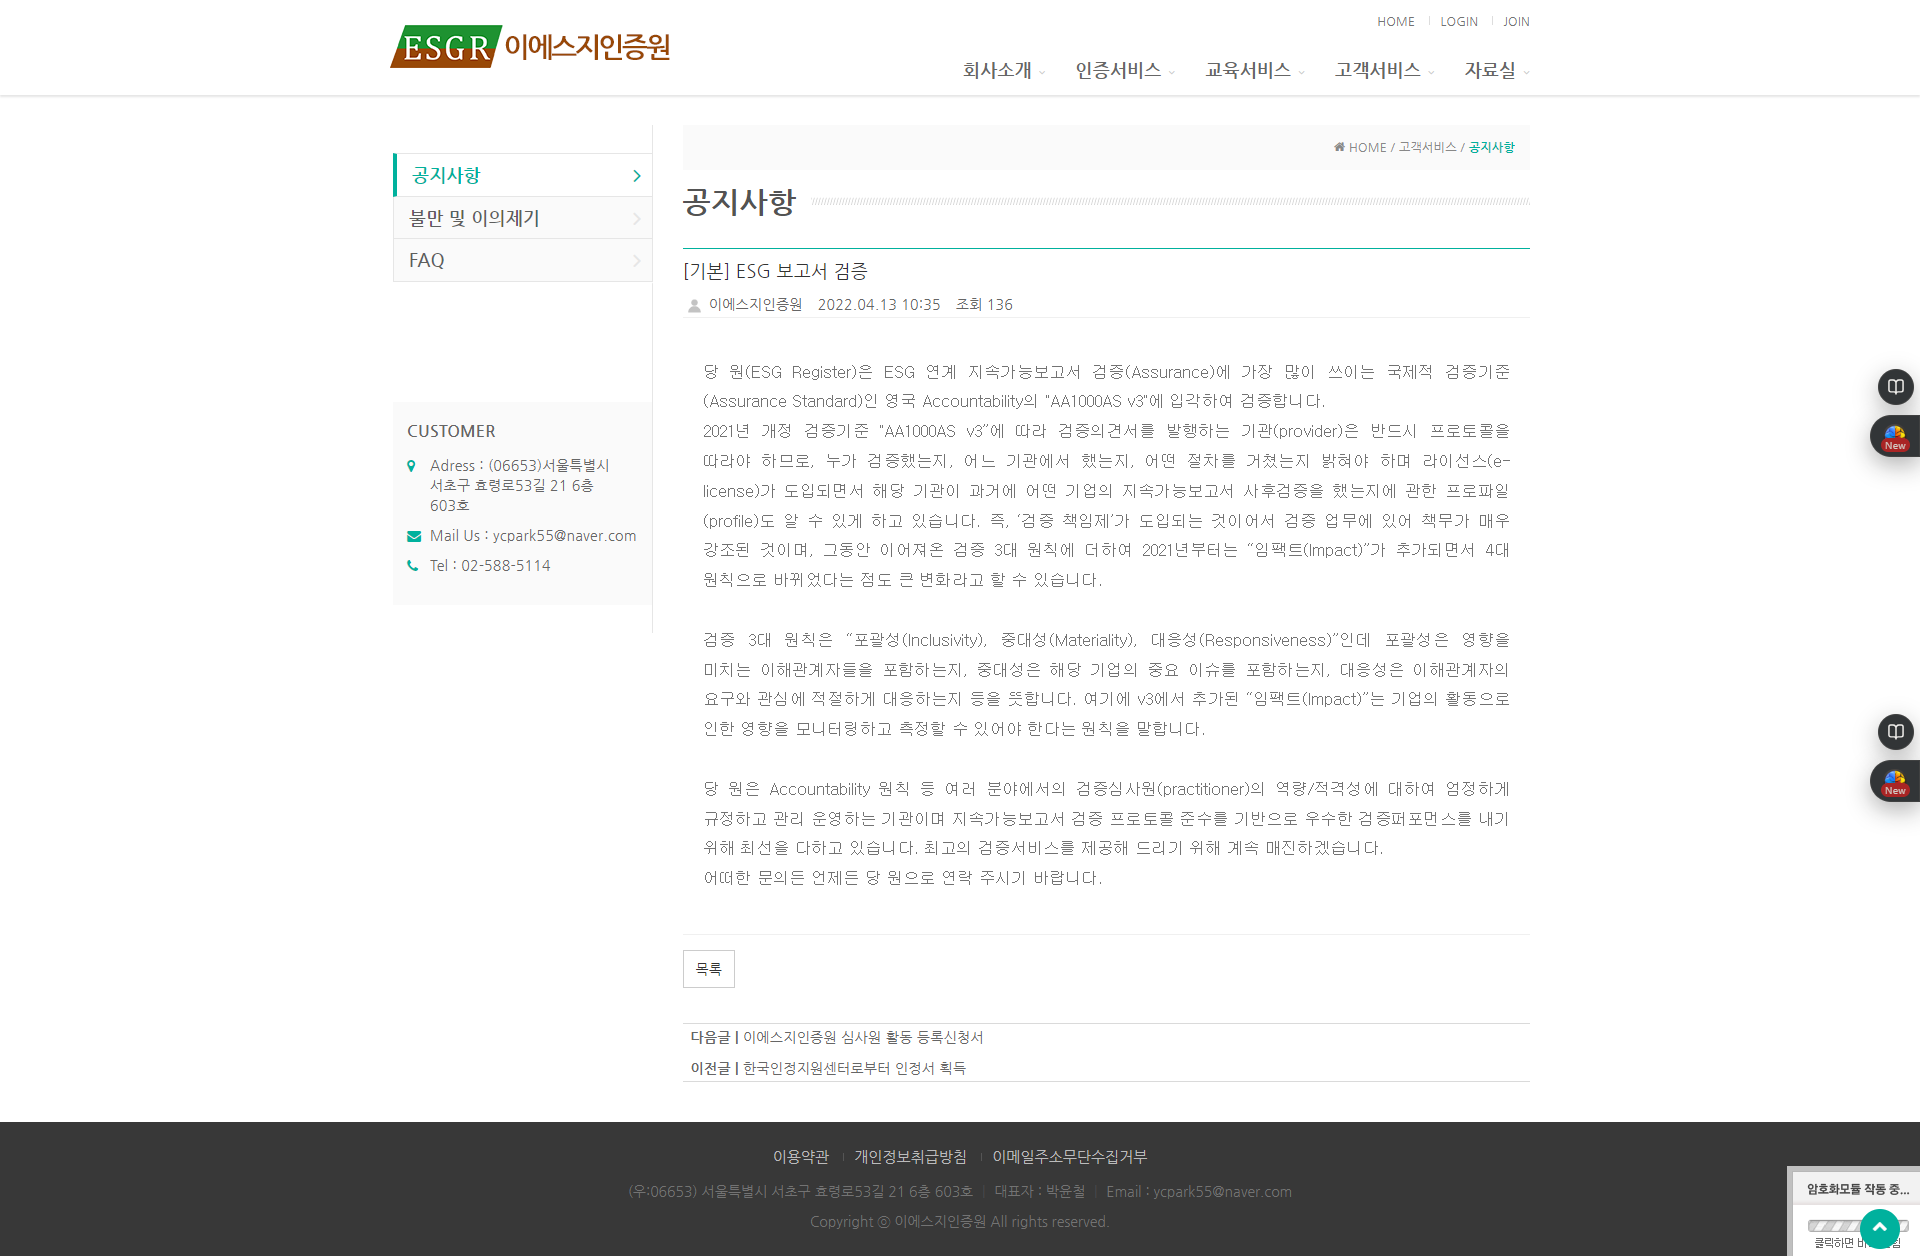 HOME LOGIN JOIN
ESGR 이에스지인증원
회사소개 인증서비스 교육서비스 고객서비스 자료실
공지사항
불만 및 이의제기
FAQ
CUSTOMER
Adress : (06653)서울특별시
서초구 효령로53길 21 6층
603호
Mail Us : ycpark55@naver.com
Tel : 02-588-5114
HOME / 고객서비스 / 공지사항
공지사항
[기본] ESG 보고서 검증
이에스지인증원 2022.04.13 10:35 조회 136
당 원(ESG Register)은 ESG 연계 지속가능보고서 검증(Assurance)에 가장 많이 쓰이는 국제적 검증기준
(Assurance Standard)인 영국 Accountability의 "AA1000AS v3"에 입각하여 검증합니다.
2021년 개정 검증기준 "AA1000AS v3”에 따라 검증의견서를 발행하는 기관(provider)은 반드시 프로토콜을
따라야 하므로, 누가 검증했는지, 어느 기관에서 했는지, 어떤 절차를 거쳤는지 밝혀야 하며 라이선스(e-
license)가 도입되면서 해당 기관이 과거에 어떤 기업의 지속가능보고서 사후검증을 했는지에 관한 프로파일
(profile)도 알 수 있게 하고 있습니다. 즉, ‘검증 책임제’가 도입되는 것이어서 검증 업무에 있어 책무가 매우
강조된 것이며, 그동안 이어져온 검증 3대 원칙에 더하여 2021년부터는 “임팩트(Impact)”가 추가되면서 4대
원칙으로 바뀌었다는 점도 큰 변화라고 할 수 있습니다.
검증 3대 원칙은 “포괄성(Inclusivity), 중대성(Materiality), 대응성(Responsiveness)”인데 포괄성은 영향을
미치는 이해관계자들을 포함하는지, 중대성은 해당 기업의 중요 이슈를 포함하는지, 대응성은 이해관계자의
요구와 관심에 적절하게 대응하는지 등을 뜻합니다. 여기에 v3에서 추가된 “임팩트(Impact)”는 기업의 활동으로
인한 영향을 모니터링하고 측정할 수 있어야 한다는 원칙을 말합니다.
당 원은 Accountability 원칙 등 여러 분야에서의 검증심사원(practitioner)의 역량/적격성에 대하여 엄정하게
규정하고 관리 운영하는 기관이며 지속가능보고서 검증 프로토콜 준수를 기반으로 우수한 검증퍼포먼스를 내기
위해 최선을 다하고 있습니다. 최고의 검증서비스를 제공해 드리기 위해 계속 매진하겠습니다.
어떠한 문의든 언제든 당 원으로 연락 주시기 바랍니다.
목록
다음글 | 이에스지인증원 심사원 활동 등록신청서
이전글 | 한국인정지원센터로부터 인정서 획득
New
New
이용약관 개인정보취급방침 이메일주소무단수집거부
(우:06653) 서울특별시 서초구 효령로53길 21 6층 603호 | 대표자 : 박윤철 | Email : ycpark55@naver.com
Copyright ⓒ 이에스지인증원 All rights reserved.
암호화모듈 작동 중...
클릭하면